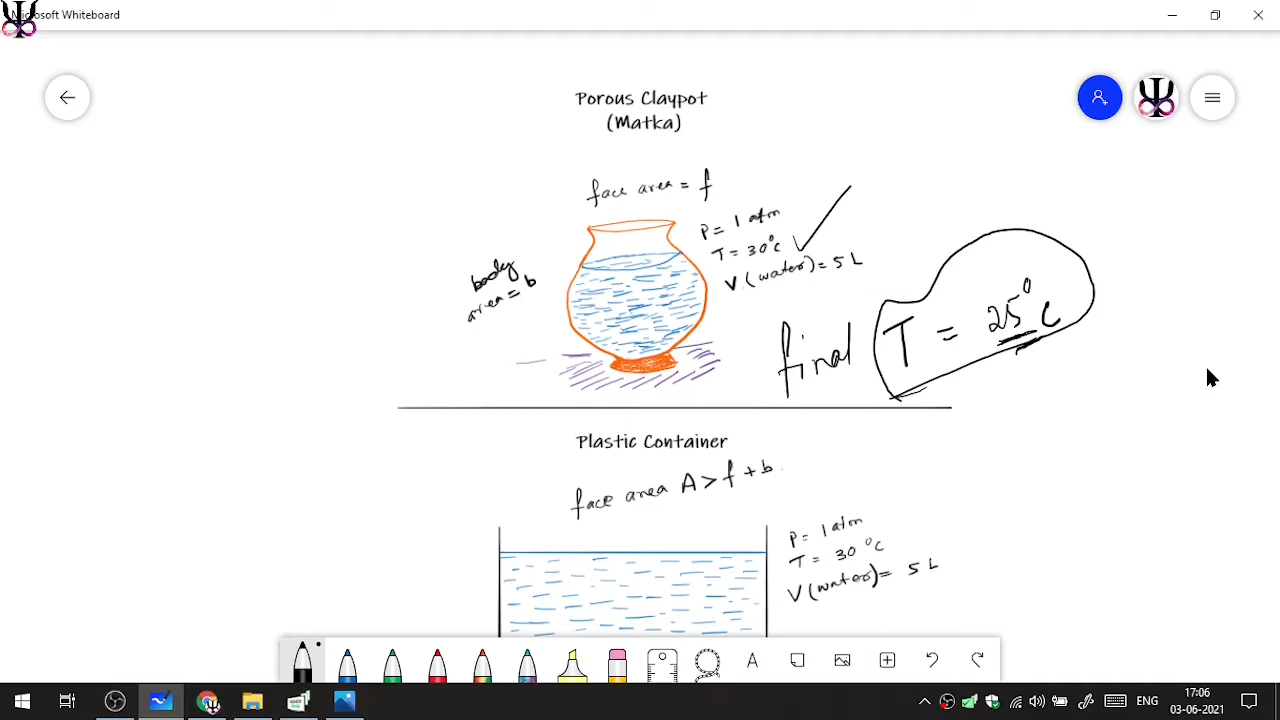 Microsoft Whiteboard
Porous Claypot
(Matka)
face area = f
body
area = b
P = 1 atm
T = 30°C
V (water) = 5 L
final T = 25°C
Plastic Container
face area A > f + b
P = 1 atm
T = 30 °C
V (water) = 5 L
A
ENG
17:06
03-06-2021